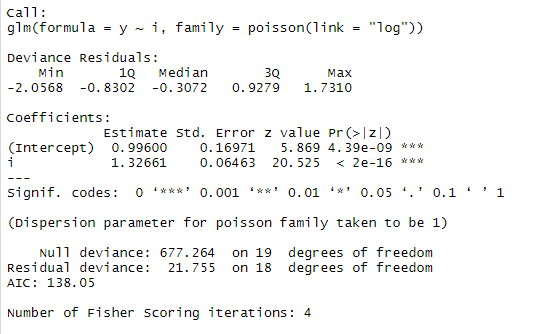 Call:
glm(formula = y ~ i, family = poisson(link = "log"))
Deviance Residuals:
Min 1Q Median 3Q Max
-2.0568 -0.8302 -0.3072 0.9279 1.7310
Coefficients:
Estimate Std. Error z value Pr(>|z|)
(Intercept) 0.99600 0.16971 5.869 4.39e-09 ***
i 1.32661 0.06463 20.525 < 2e-16 ***
---
Signif. codes: 0 ‘***’ 0.001 ‘**’ 0.01 ‘*’ 0.05 ‘.’ 0.1 ‘ ’ 1
(Dispersion parameter for poisson family taken to be 1)
Null deviance: 677.264 on 19 degrees of freedom
Residual deviance: 21.755 on 18 degrees of freedom
AIC: 138.05
Number of Fisher Scoring iterations: 4